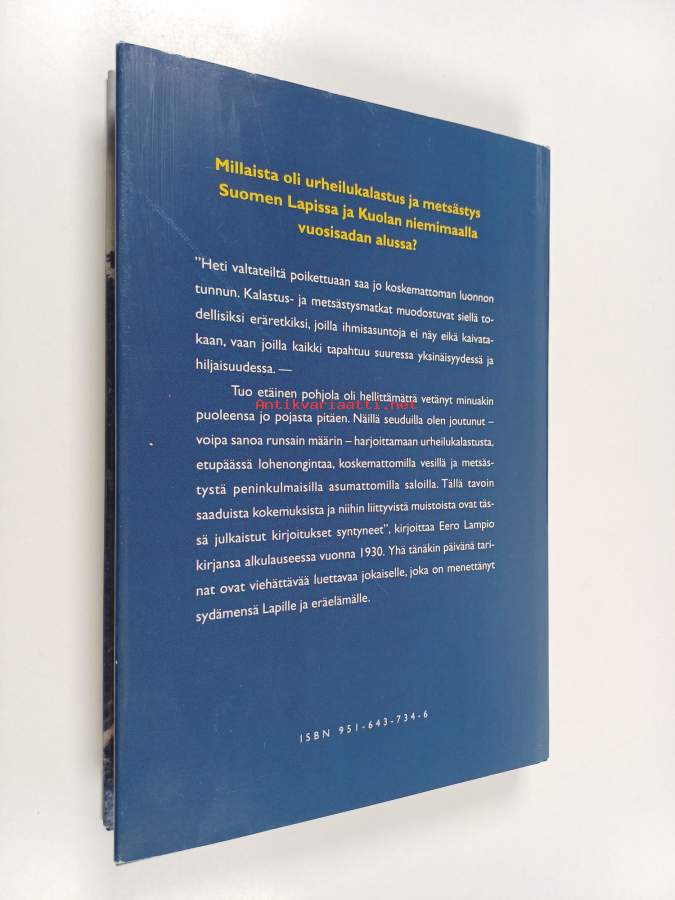 Millaista oli urheilukalastus ja metsästys
Suomen Lapissa ja Kuolan niemimaalla
vuosisadan alussa?
"Heti valtateiltä poikettuaan saa jo koskemattoman luonnon
tunnun. Kalastus- ja metsästysmatkat muodostuvat siellä to-
dellisiksi eräretkiksi, joilla ihmisasuntoja ei näy eikä kaivata-
kaan, vaan joilla kaikki tapahtuu suuressa yksinäisyydessä ja
hiljaisuudessa. —
Tuo etäinen pohjola oli hellittämättä vetänyt minuakin
Antikvariaatti.net
puoleensa jo pojasta pitäen. Näillä seuduilla olen joutunut –
voipa sanoa runsain määrin – harjoittamaan urheilukalastusta,
etupäässä lohenongintaa, koskemattomilla vesillä ja metsäs-
tystä peninkulmaisilla asumattomilla saloilla. Tällä tavoin
saaduista kokemuksista ja niihin liittyvistä muistoista ovat täs-
sä julkaistut kirjoitukset syntyneet", kirjoittaa Eero Lampio
kirjansa alkulauseessa vuonna 1930. Yhä tänäkin päivänä tari-
nat ovat viehättävää luettavaa jokaiselle, joka on menettänyt
sydämensä Lapille ja eräelämälle.
ISBN 951-643-734-6